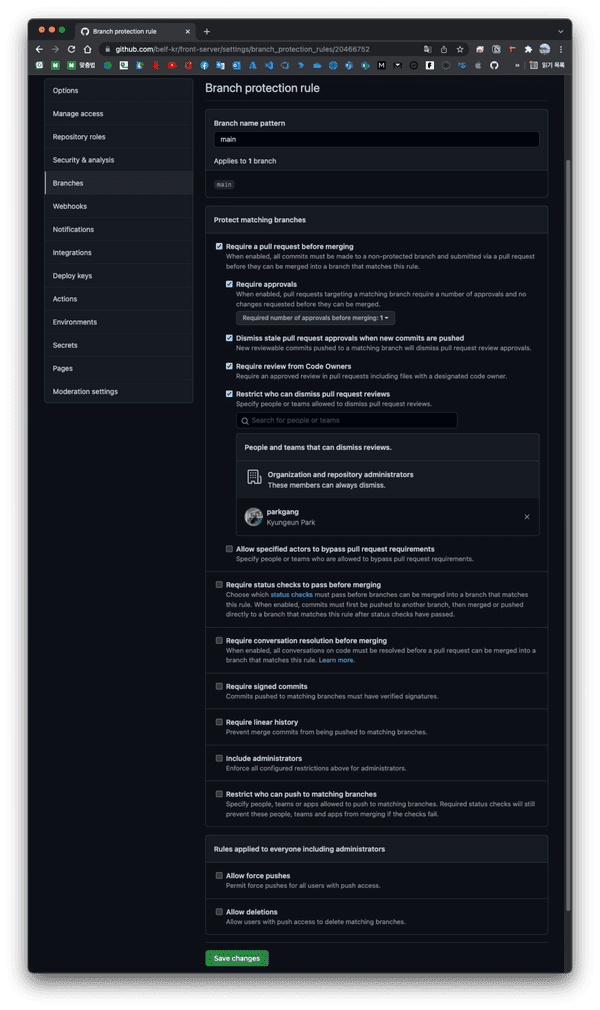 Branch protection rule
github.com/belf-kr/front-server/settings/branch_protection_rules/20466752
맞춤법
읽기 목록
Options
Manage access
Repository roles
Security & analysis
Branches
Webhooks
Notifications
Integrations
Deploy keys
Actions
Environments
Secrets
Pages
Moderation settings
Branch protection rule
Branch name pattern
main
Applies to 1 branch
main
Protect matching branches
Require a pull request before merging
When enabled, all commits must be made to a non-protected branch and submitted via a pull request
before they can be merged into a branch that matches this rule.
Require approvals
When enabled, pull requests targeting a matching branch require a number of approvals and no
changes requested before they can be merged.
Required number of approvals before merging: 1
Dismiss stale pull request approvals when new commits are pushed
New reviewable commits pushed to a matching branch will dismiss pull request review approvals.
Require review from Code Owners
Require an approved review in pull requests including files with a designated code owner.
Restrict who can dismiss pull request reviews
Specify people or teams allowed to dismiss pull request reviews.
Search for people or teams
People and teams that can dismiss reviews.
Organization and repository administrators
These members can always dismiss.
parkgang
Kyungeun Park
Allow specified actors to bypass pull request requirements
Specify people or teams who are allowed to bypass pull request requirements.
Require status checks to pass before merging
Choose which status checks must pass before branches can be merged into a branch that matches
this rule. When enabled, commits must first be pushed to another branch, then merged or pushed
directly to a branch that matches this rule after status checks have passed.
Require conversation resolution before merging
When enabled, all conversations on code must be resolved before a pull request can be merged into a
branch that matches this rule. Learn more.
Require signed commits
Commits pushed to matching branches must have verified signatures.
Require linear history
Prevent merge commits from being pushed to matching branches.
Include administrators
Enforce all configured restrictions above for administrators.
Restrict who can push to matching branches
Specify people, teams or apps allowed to push to matching branches. Required status checks will still
prevent these people, teams and apps from merging if the checks fail.
Rules applied to everyone including administrators
Allow force pushes
Permit force pushes for all users with push access.
Allow deletions
Allow users with push access to delete matching branches.
Save changes